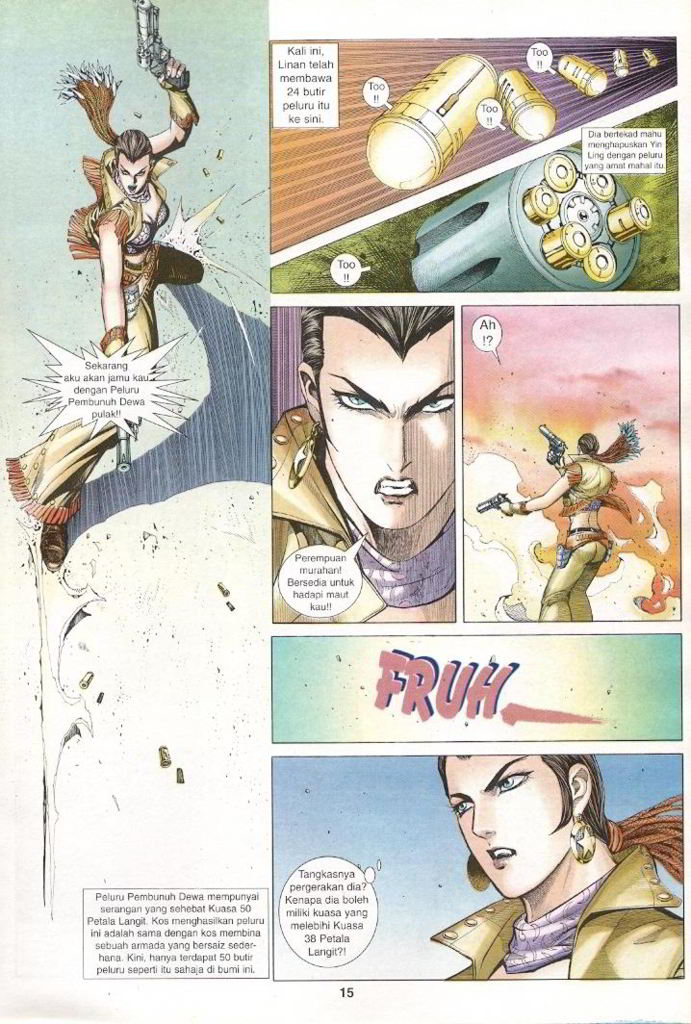 Sekarang
aku akan jamu kau
dengan Peluru
Pembunuh Dewa
pulak!!
Peluru Pembunuh Dewa mempunyai
serangan yang sehebat Kuasa 50
Petala Langit. Kos menghasilkan peluru
ini adalah sama dengan kos membina
sebuah armada yang bersaiz seder-
hana. Kini, hanya terdapat 50 butir
peluru seperti itu sahaja di bumi ini.
Kali ini,
Linan telah
membawa
24 butir
peluru itu
ke sini.
Too
!!
Too
!!
Too
!!
Dia bertekad mahu
menghapuskan Yin
Ling dengan peluru
yang amat mahal itu.
Too
!!
Perempuan
murahan!
Bersedia untuk
hadapi maut
kau!!
Ah
!?
FRUH
Tangkasnya
pergerakan dia?
Kenapa dia boleh
miliki kuasa yang
melebihi Kuasa
38 Petala
Langit?!
15